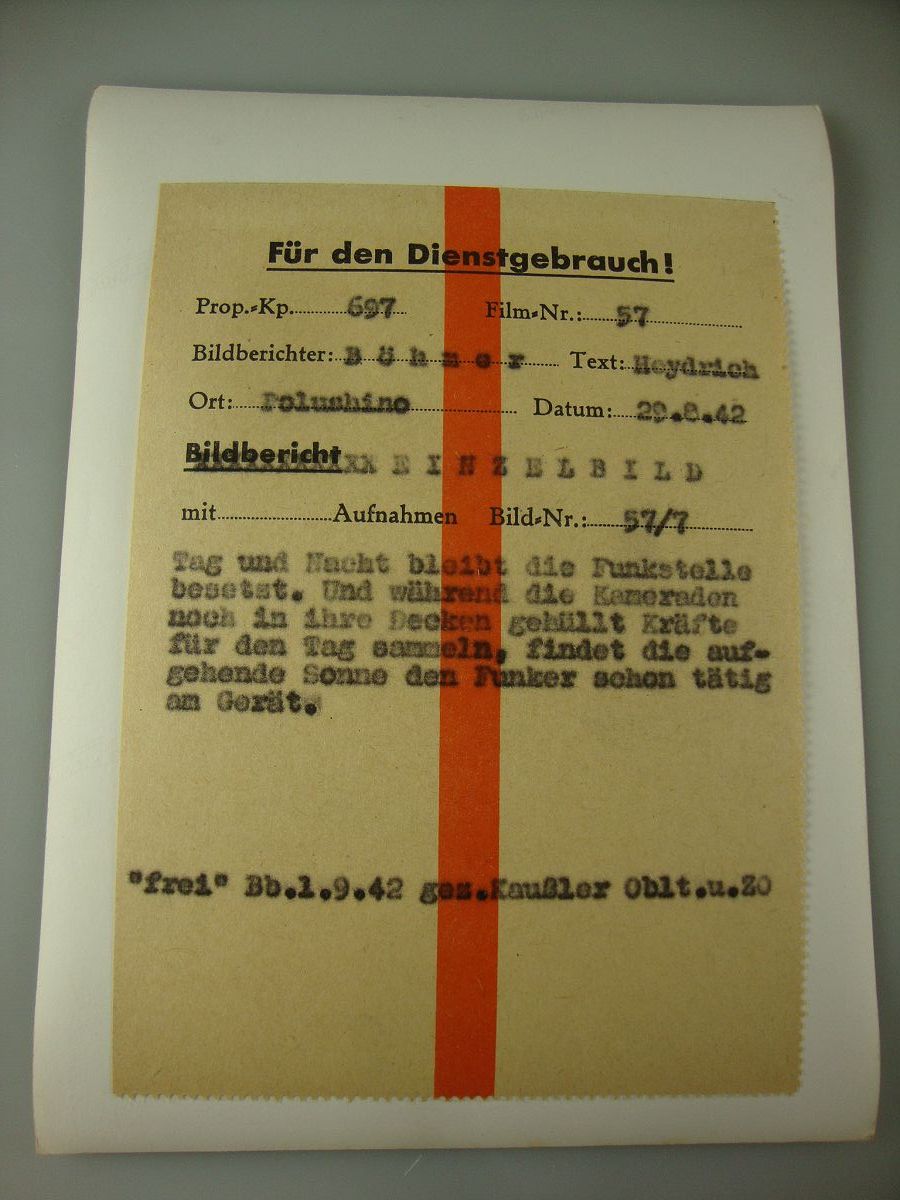 Für den Dienstgebrauch!
Prop.-Kp. 697 Film-Nr.: 57
Bildberichter: B ö h m e r Text: Heydrich
Ort: Polushino Datum: 29.8.42
Bildbericht E I N Z E L B I L D
mit Aufnahmen Bild-Nr.: 57/7
Tag und Nacht bleibt die Funkstelle
besetzt. Und während die Kameraden
noch in ihre Decken gehüllt Kräfte
für den Tag sammeln, findet die auf-
gehende Sonne den Funker schon tätig
am Gerät.
"frei" Bb.1.9.42 gez.Kaußler Oblt.u.ZO